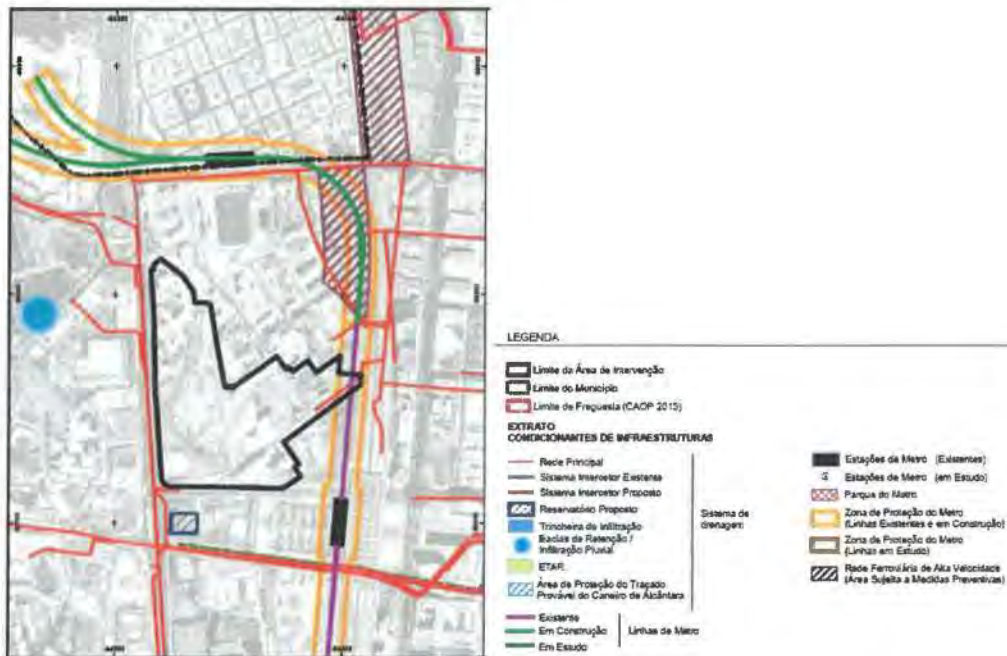 LEGENDA
Limite da Área de Intervenção
Limite do Município
Limite de Freguesia (CAOP 2013)
EXTRATO
CONDICIONANTES DE INFRAESTRUTURAS
Rede Principal
Sistema Intercetor Existente
Sistema Intercetor Proposto
Reservatório Proposto
Trincheira de Infiltração
Bacias de Retenção /
Infiltração Pluvial
ETAR
Área de Proteção do Traçado
Provável do Caneiro de Alcântara
Sistema de
drenagem
Existente
Em Construção
Em Estudo
Linhas de Metro
Estações de Metro (Existentes)
Estações de Metro (em Estudo)
Parque do Metro
Zona de Proteção do Metro
(Linhas Existentes e em Construção)
Zona de Proteção do Metro
(Linhas em Estudo)
Rede Ferroviária de Alta Velocidade
(Área Sujeita a Medidas Preventivas)